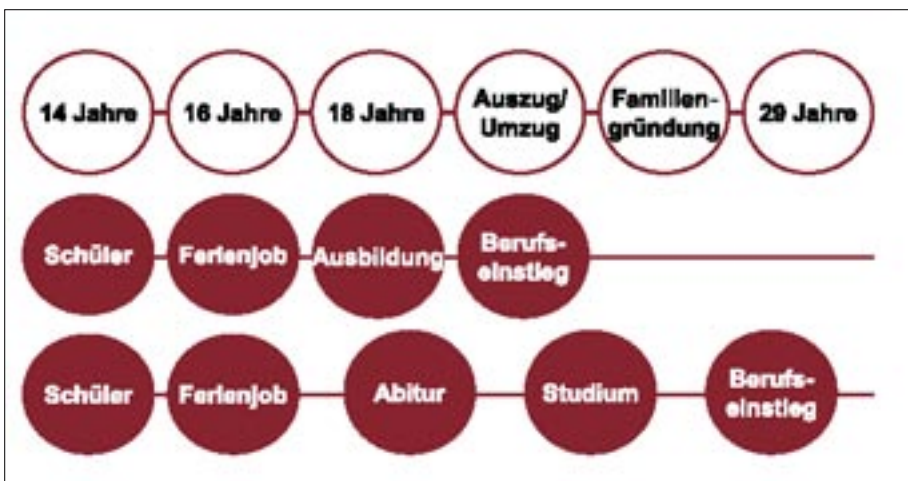 14 Jahre
16 Jahre
18 Jahre
Auszug/
Umzug
Familien-
gründung
29 Jahre
Schüler
Ferienjob
Ausbildung
Berufs-
einstieg
Schüler
Ferienjob
Abitur
Studium
Berufs-
einstieg